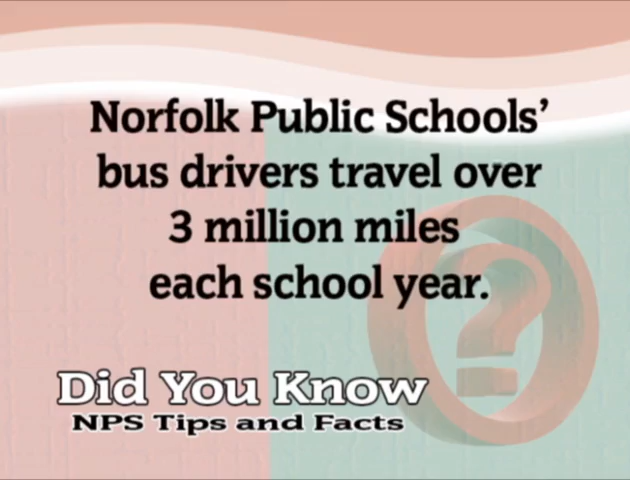 Norfolk Public Schools’
bus drivers travel over
3 million miles
each school year.
Did You Know
NPS Tips and Facts